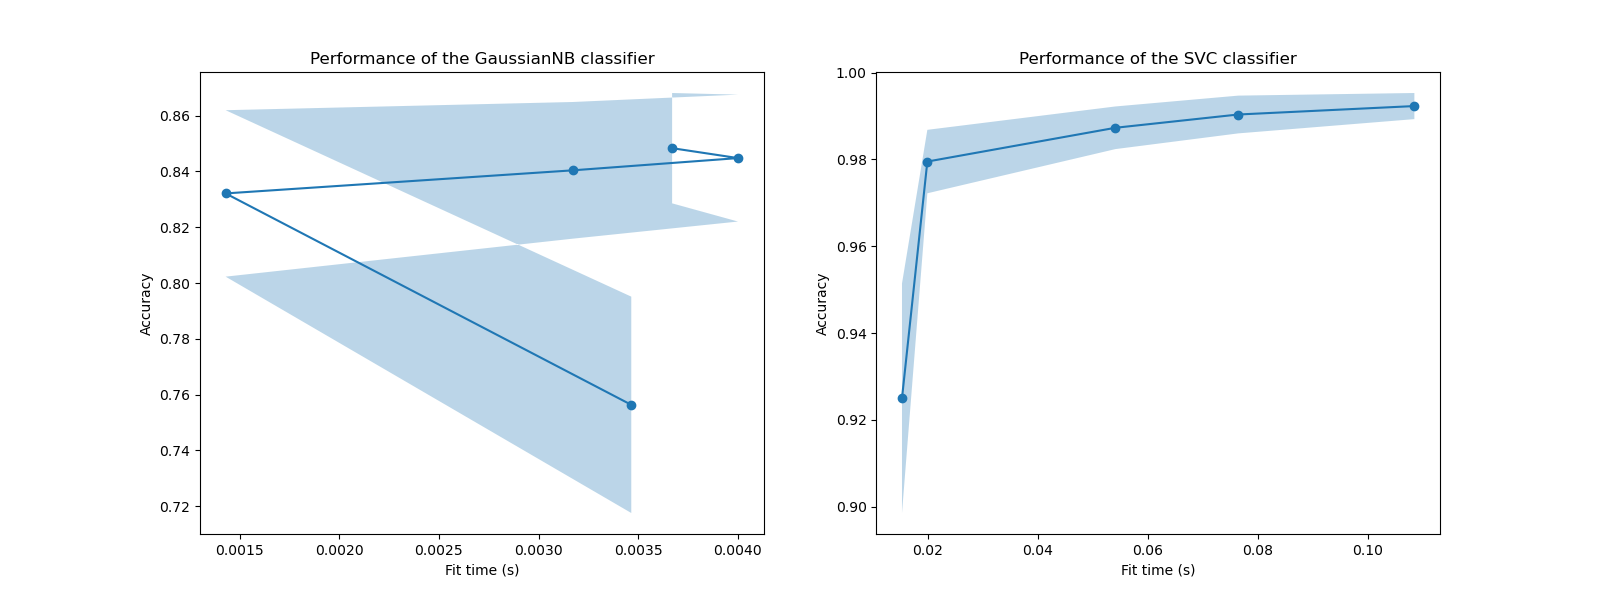 Performance of the GaussianNB classifier
Accuracy
0.86
0.84
0.82
0.80
0.78
0.76
0.74
0.72
0.0015 0.0020 0.0025 0.0030 0.0035 0.0040
Fit time (s)
Performance of the SVC classifier
Accuracy
1.00
0.98
0.96
0.94
0.92
0.90
0.02 0.04 0.06 0.08 0.10
Fit time (s)